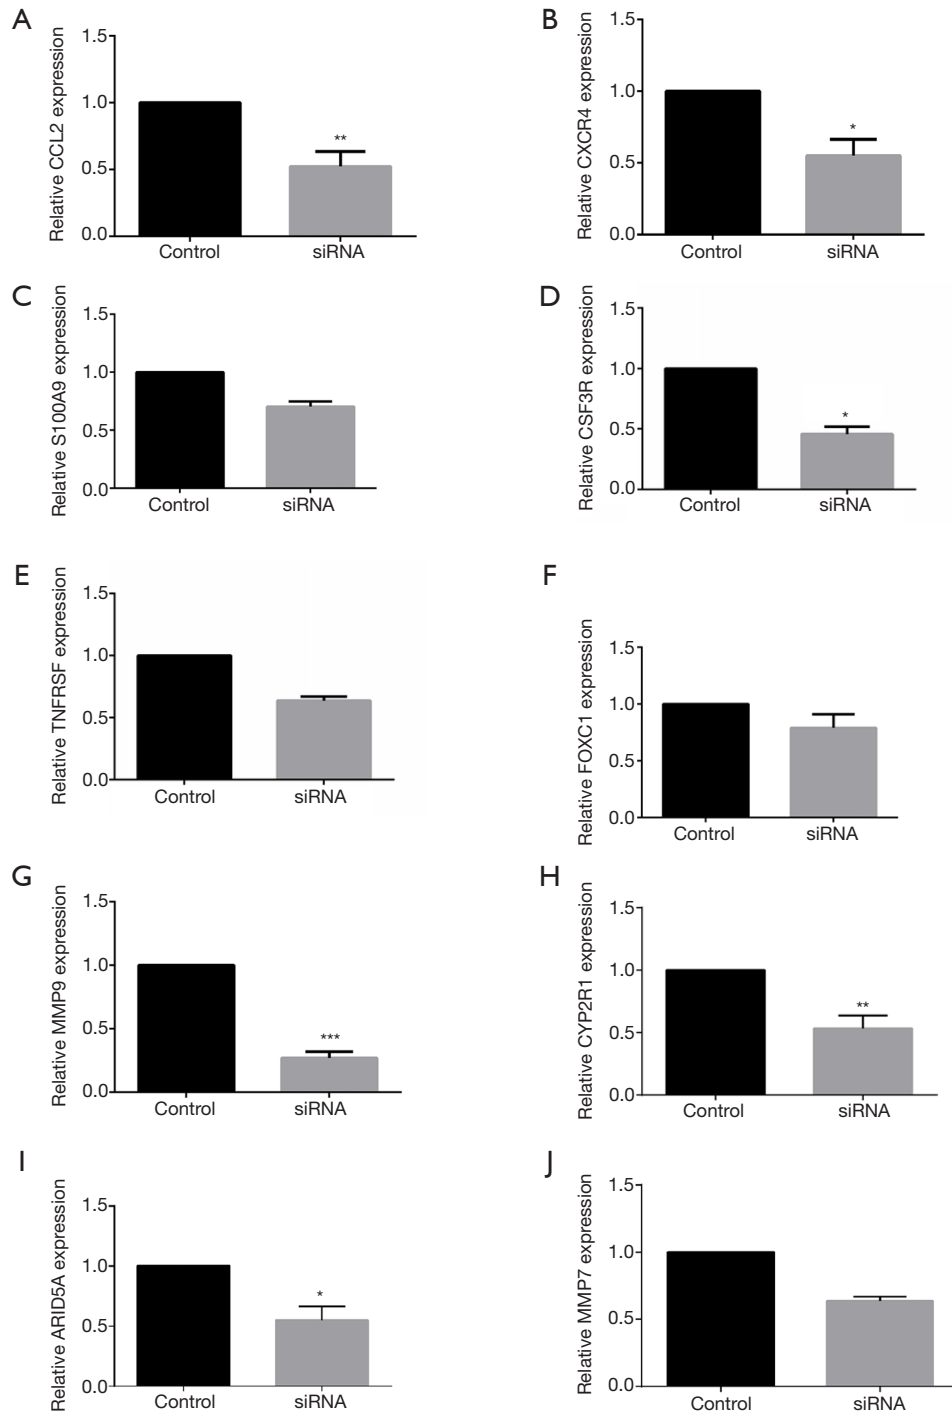 A
Relative CCL2 expression
1.5
1.0
**
0.5
0.0
Control siRNA
B
Relative CXCR4 expression
1.5
1.0
*
0.5
0.0
Control siRNA
C
Relative S100A9 expression
1.5
1.0
0.5
0.0
Control siRNA
D
Relative CSF3R expression
1.5
1.0
*
0.5
0.0
Control siRNA
E
Relative TNFRSF expression
1.5
1.0
0.5
0.0
Control siRNA
F
Relative FOXC1 expression
1.5
1.0
0.5
0.0
Control siRNA
G
Relative MMP9 expression
1.5
1.0
0.5
***
0.0
Control siRNA
H
Relative CYP2R1 expression
1.5
1.0
**
0.5
0.0
Control siRNA
I
Relative ARID5A expression
1.5
1.0
*
0.5
0.0
Control siRNA
J
Relative MMP7 expression
1.5
1.0
0.5
0.0
Control siRNA